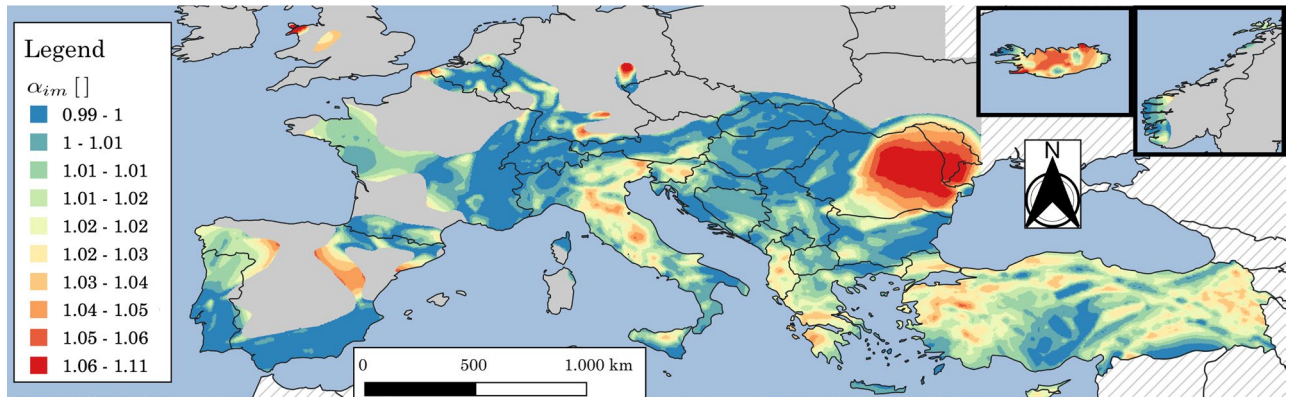 Legend
α_im [ ]
0.99 - 1
1 - 1.01
1.01 - 1.01
1.01 - 1.02
1.02 - 1.02
1.02 - 1.03
1.03 - 1.04
1.04 - 1.05
1.05 - 1.06
1.06 - 1.11
N
0 500 1.000 km